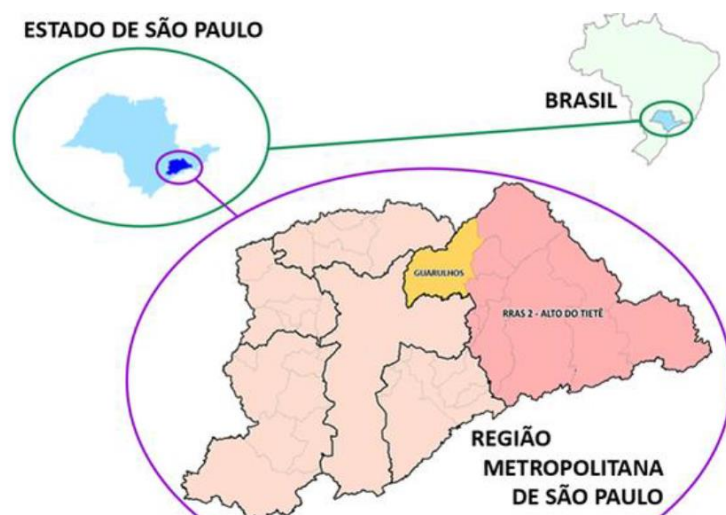 ESTADO DE SÃO PAULO
BRASIL
GUARULHOS
RRAS 2 - ALTO DO TIETÊ
REGIÃO
METROPOLITANA
DE SÃO PAULO